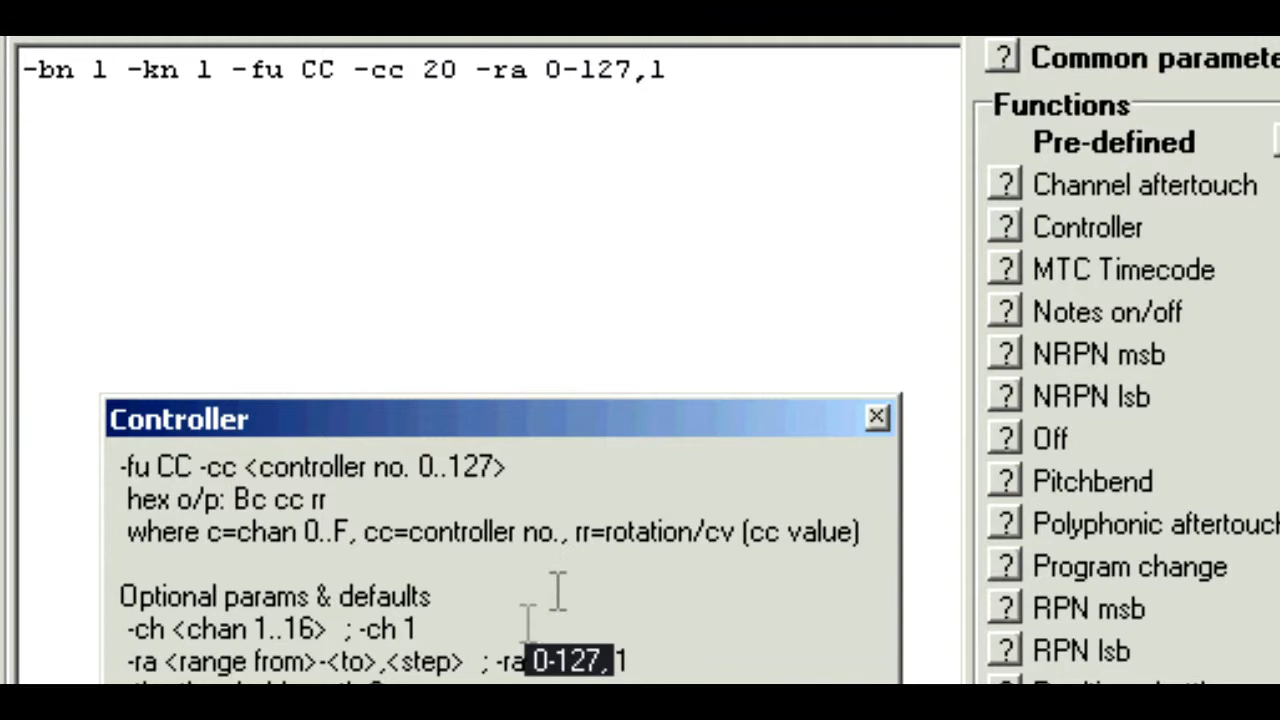 -bn 1 -kn 1 -fu CC -cc 20 -ra 0-127,1
? Common paramete
Functions
Pre-defined
? Channel aftertouch
? Controller
? MTC Timecode
? Notes on/off
? NRPN msb
? NRPN lsb
? Off
? Pitchbend
? Polyphonic aftertouch
? Program change
? RPN msb
? RPN lsb
Controller
-fu CC -cc <controller no. 0..127>
hex o/p: Bc cc rr
where c=chan 0..F, cc=controller no., rr=rotation/cv (cc value)
Optional params & defaults
-ch <chan 1..16> ; -ch 1
-ra <range from>-<to>,<step> ; -ra 0-127,1